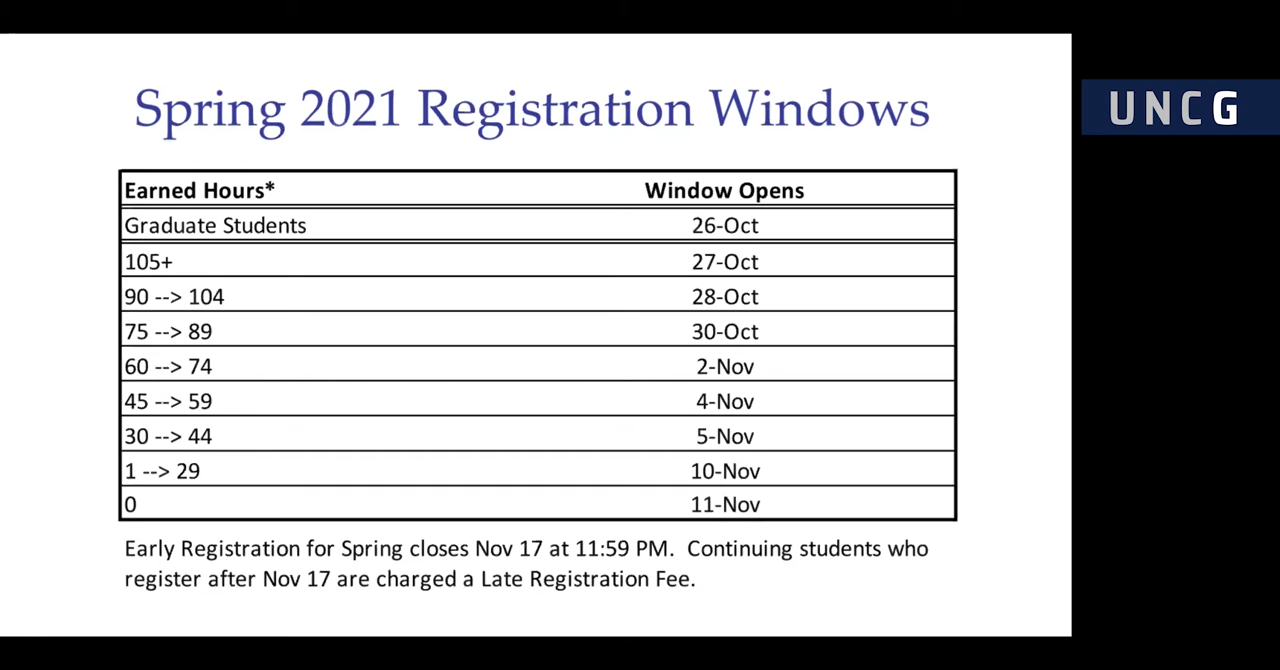 Spring 2021 Registration Windows
UNCG
Earned Hours* Window Opens
Graduate Students 26-Oct
105+ 27-Oct
90 --> 104 28-Oct
75 --> 89 30-Oct
60 --> 74 2-Nov
45 --> 59 4-Nov
30 --> 44 5-Nov
1 --> 29 10-Nov
0 11-Nov
Early Registration for Spring closes Nov 17 at 11:59 PM. Continuing students who
register after Nov 17 are charged a Late Registration Fee.